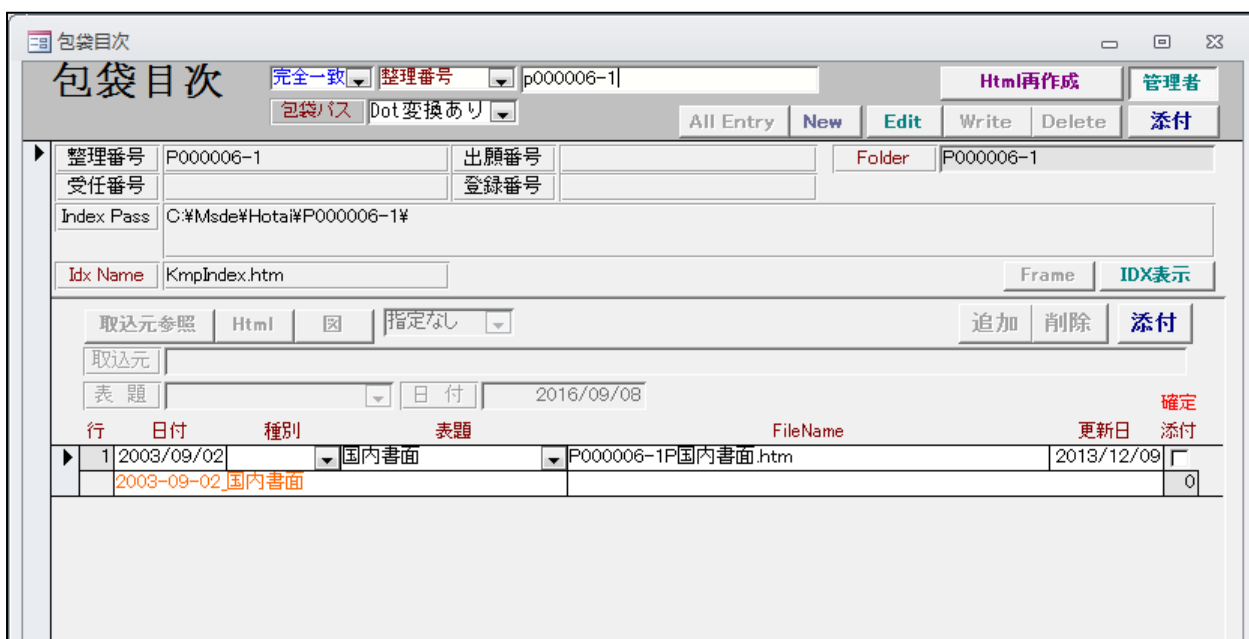 包袋目次
包袋目次 完全一致 整理番号 p000006-1 Html再作成 管理者
包袋パス Dot変換あり All Entry New Edit Write Delete 添付
整理番号 P000006-1 出願番号 Folder P000006-1
受任番号 登録番号
Index Pass C:¥Msde¥Hotai¥P000006-1¥
Idx Name KmpIndex.htm Frame IDX表示
取込元参照 Html 図 指定なし 追加 削除 添付
取込元
表 題 日 付 2016/09/08
確定
行 日付 種別 表題 FileName 更新日 添付
1 2003/09/02 国内書面 P000006-1P国内書面.htm 2013/12/09
2003-09-02_国内書面 0